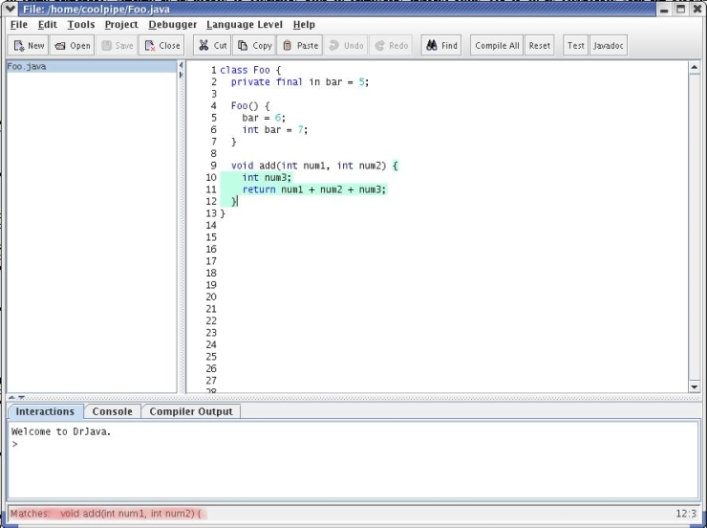 File: /home/coolpipe/Foo.java
File Edit Tools Project Debugger Language Level Help
New Open Save Close Cut Copy Paste Undo Redo Find Compile All Reset Test Javadoc
Foo.java
1 class Foo {
2 private final in bar = 5;
3
4 Foo() {
5 bar = 6;
6 int bar = 7;
7 }
8
9 void add(int num1, int num2) {
10 int num3;
11 return num1 + num2 + num3;
12 }
13 }
14
15
16
17
18
19
20
21
22
23
24
25
26
27
28
Interactions Console Compiler Output
Welcome to DrJava.
>
Matches: void add(int num1, int num2) { 12:3